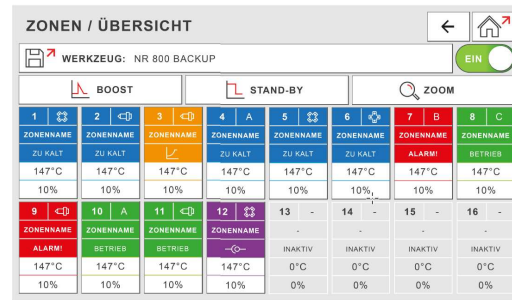 ZONEN / ÜBERSICHT
WERKZEUG: NR 800 BACKUP
EIN
BOOST
STAND-BY
ZOOM
1 2 3 4 A 5 6 7 B 8 C
ZONENNAME ZONENNAME ZONENNAME ZONENNAME ZONENNAME ZONENNAME ZONENNAME ZONENNAME
ZU KALT ZU KALT ZU KALT ZU KALT ZU KALT ALARM! BETRIEB
147°C 147°C 147°C 147°C 147°C 147°C 147°C 147°C
10% 10% 10% 10% 10% 10% 10% 10%
9 10 A 11 12 13 - 14 - 15 - 16 -
ZONENNAME ZONENNAME ZONENNAME ZONENNAME - - - -
ALARM! BETRIEB BETRIEB INAKTIV INAKTIV INAKTIV INAKTIV
147°C 147°C 147°C 147°C 0°C 0°C 0°C 0°C
10% 10% 10% 10% 0% 0% 0% 0%